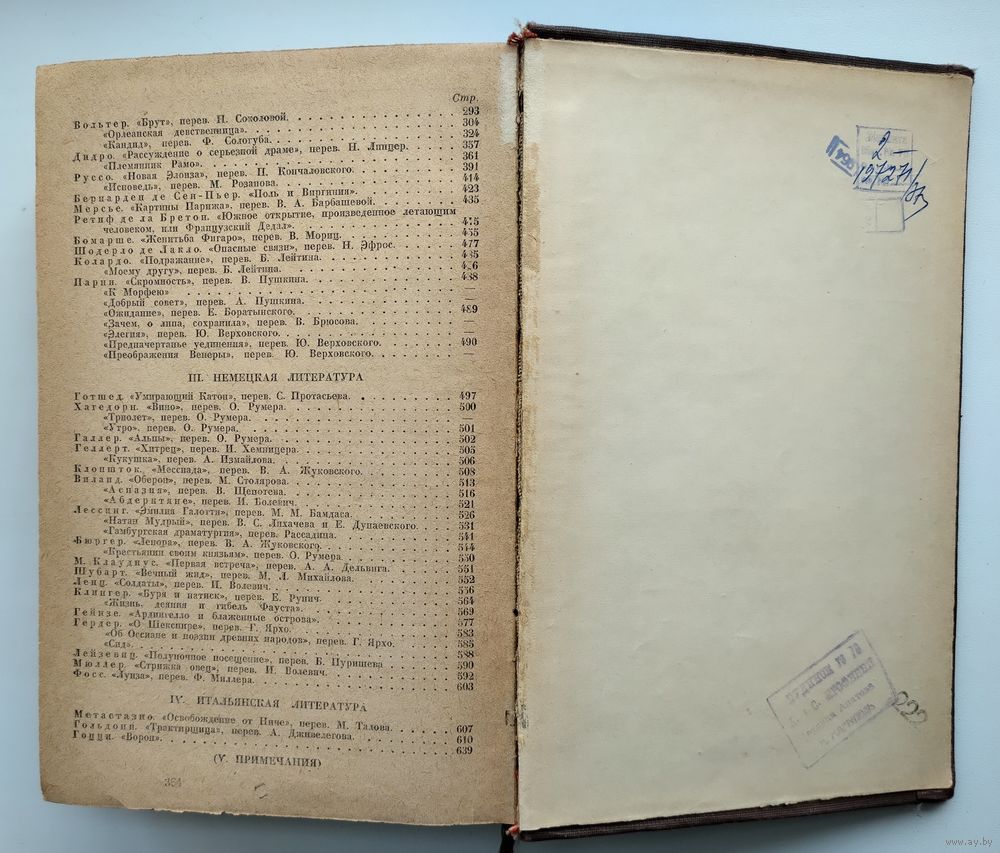 Стр.
Вольтер. «Брут», перев. Н. Соколовой. 293
«Орлеанская девственница». 304
«Кандид», перев. Ф. Сологуба. 324
Дидро. «Рассуждение о серьезной драме», перев. Н. Линдер. 357
«Племянник Рамо». 361
Руссо. «Новая Элоиза», перев. П. Кончаловского. 391
«Исповедь», перев. М. Розанова. 414
Бернарден де Сен-Пьер. «Поль и Виргиния». 423
Мерсье. «Картины Парижа», перев. В. А. Барбашевой. 435
Ретиф де ла Бретон. «Южное открытие, произведенное летающим
человеком, или Французский Дедал».
Бомарше. «Женитьба Фигаро», перев. В. Мориц.
Шодерло де Лакло. «Опасные связи», перев. Н. Эфрос. 477
Колардо. «Подражание», перев. Б. Лейтина.
«Моему другу», перев. Б. Лейтина.
Парни. «Скромность», перев. В. Пушкина. 488
«К Морфею» —
«Добрый совет», перев. А. Пушкина. —
«Ожидание», перев. Е. Боратынского. 489
«Зачем, о липа, сохранила», перев. В. Брюсова. —
«Элегия», перев. Ю. Верховского. —
«Предначертанье уединения», перев. Ю. Верховского. 490
«Преображения Венеры», перев. Ю. Верховского. —
III. НЕМЕЦКАЯ ЛИТЕРАТУРА
Готшед. «Умирающий Катон», перев. С. Протасьева. 497
Хагедорн. «Вино», перев. О. Румера. 500
«Триолет», перев. О. Румера. —
«Утро», перев. О. Румера. 501
Галлер. «Альпы», перев. О. Румера. 502
Геллерт. «Хитрец», перев. И. Хемницера. 505
«Кукушка», перев. А. Измайлова. 506
Клопшток. «Мессиада», перев. В. А. Жуковского. 508
Виланд. «Оберон», перев. М. Столярова. 513
«Аспазия», перев. В. Щепотева. 516
«Абдеритяне», перев. И. Волевич. 521
Лессинг. «Эмилия Галотти», перев. М. М. Бамдаса. 526
«Натан Мудрый», перев. В. С. Лихачева и Е. Дунаевского. 531
«Гамбургская драматургия», перев. Рассадина. 541
Бюргер. «Ленора», перев. В. А. Жуковского. 544
«Крестьянин своим князьям», перев. О. Румера 550
М. Клаудиус. «Первая встреча», перев. А. А. Дельвига. 551
Шубарт. «Вечный жид», перев. М. Л. Михайлова. 552
Ленц. «Солдаты», перев. И. Волевич. 556
Клингер. «Буря и натиск», перев. Е. Рунич. 564
«Жизнь, деяния и гибель Фауста». 569
Гейнзе. «Ардингелло и блаженные острова». 577
Гердер. «О Шекспире», перев. Г. Ярхо. 583
«Об Оссиане и поэзии древних народов», перев. Г. Ярхо. 585
«Сид». 588
Лейзевиц. «Полуночное посещение», перев. Б. Пуришева 590
Мюллер. «Стрижка овец», перев. И. Волевич. 592
Фосс. «Луиза», перев. Ф. Миллера. 603
IV. ИТАЛЬЯНСКАЯ ЛИТЕРАТУРА
Метастазио. «Освобождение от Ниче», перев. М. Талова. 607
Гольдони. «Трактирщица», перев. А. Дживелегова. 610
Гоцци. «Ворон». 639
(V. ПРИМЕЧАНИЯ)
364
2
www.ay.by